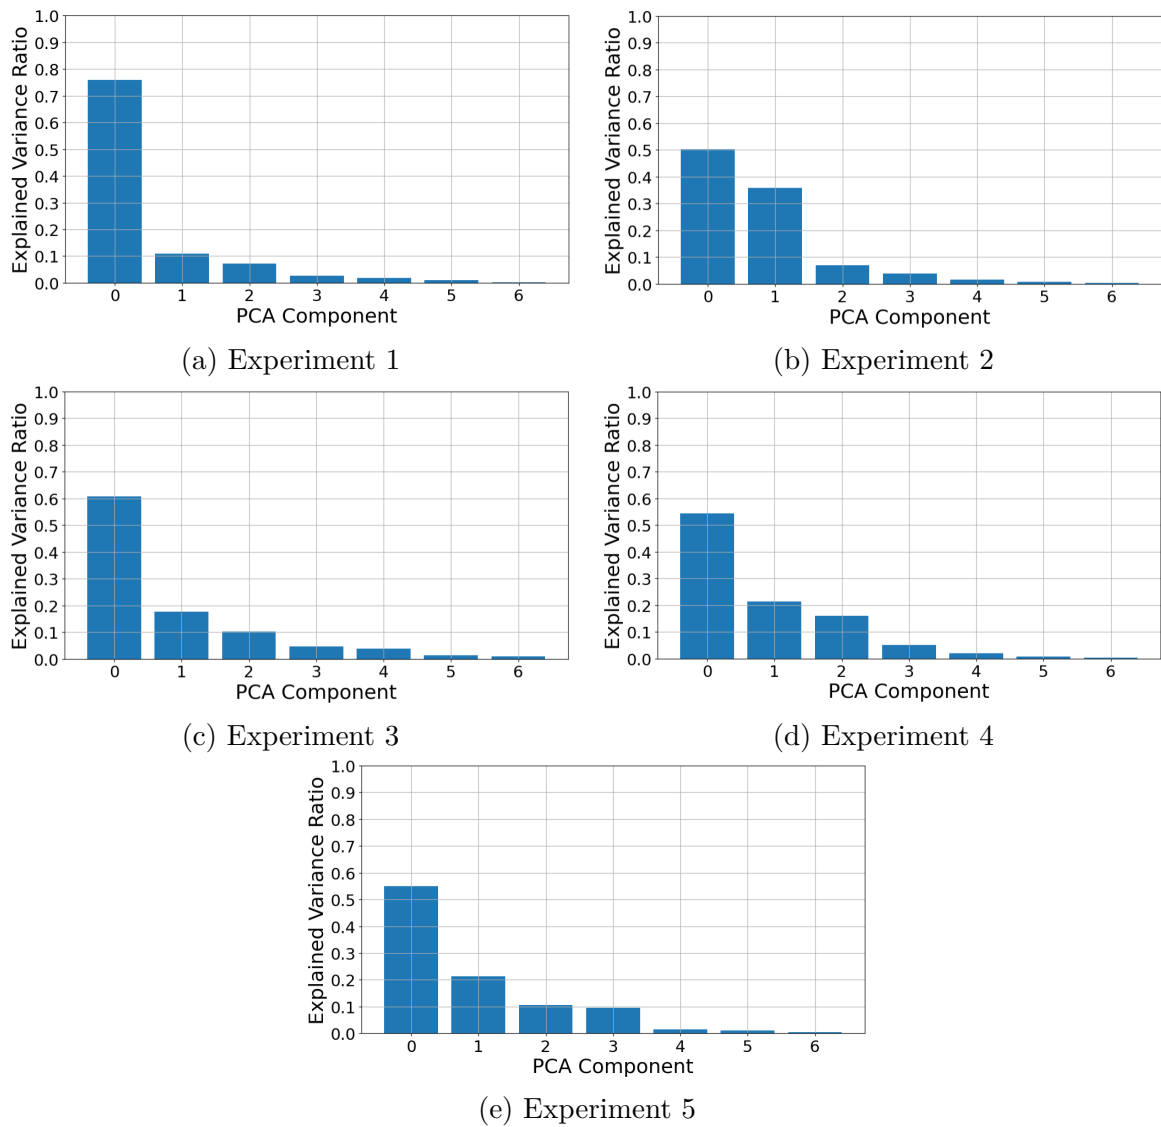 1.0
0.9
0.8
0.7
0.6
0.5
0.4
0.3
0.2
0.1
0.0
Explained Variance Ratio
0 1 2 3 4 5 6
PCA Component
(a) Experiment 1
1.0
0.9
0.8
0.7
0.6
0.5
0.4
0.3
0.2
0.1
0.0
Explained Variance Ratio
0 1 2 3 4 5 6
PCA Component
(b) Experiment 2
1.0
0.9
0.8
0.7
0.6
0.5
0.4
0.3
0.2
0.1
0.0
Explained Variance Ratio
0 1 2 3 4 5 6
PCA Component
(c) Experiment 3
1.0
0.9
0.8
0.7
0.6
0.5
0.4
0.3
0.2
0.1
0.0
Explained Variance Ratio
0 1 2 3 4 5 6
PCA Component
(d) Experiment 4
1.0
0.9
0.8
0.7
0.6
0.5
0.4
0.3
0.2
0.1
0.0
Explained Variance Ratio
0 1 2 3 4 5 6
PCA Component
(e) Experiment 5